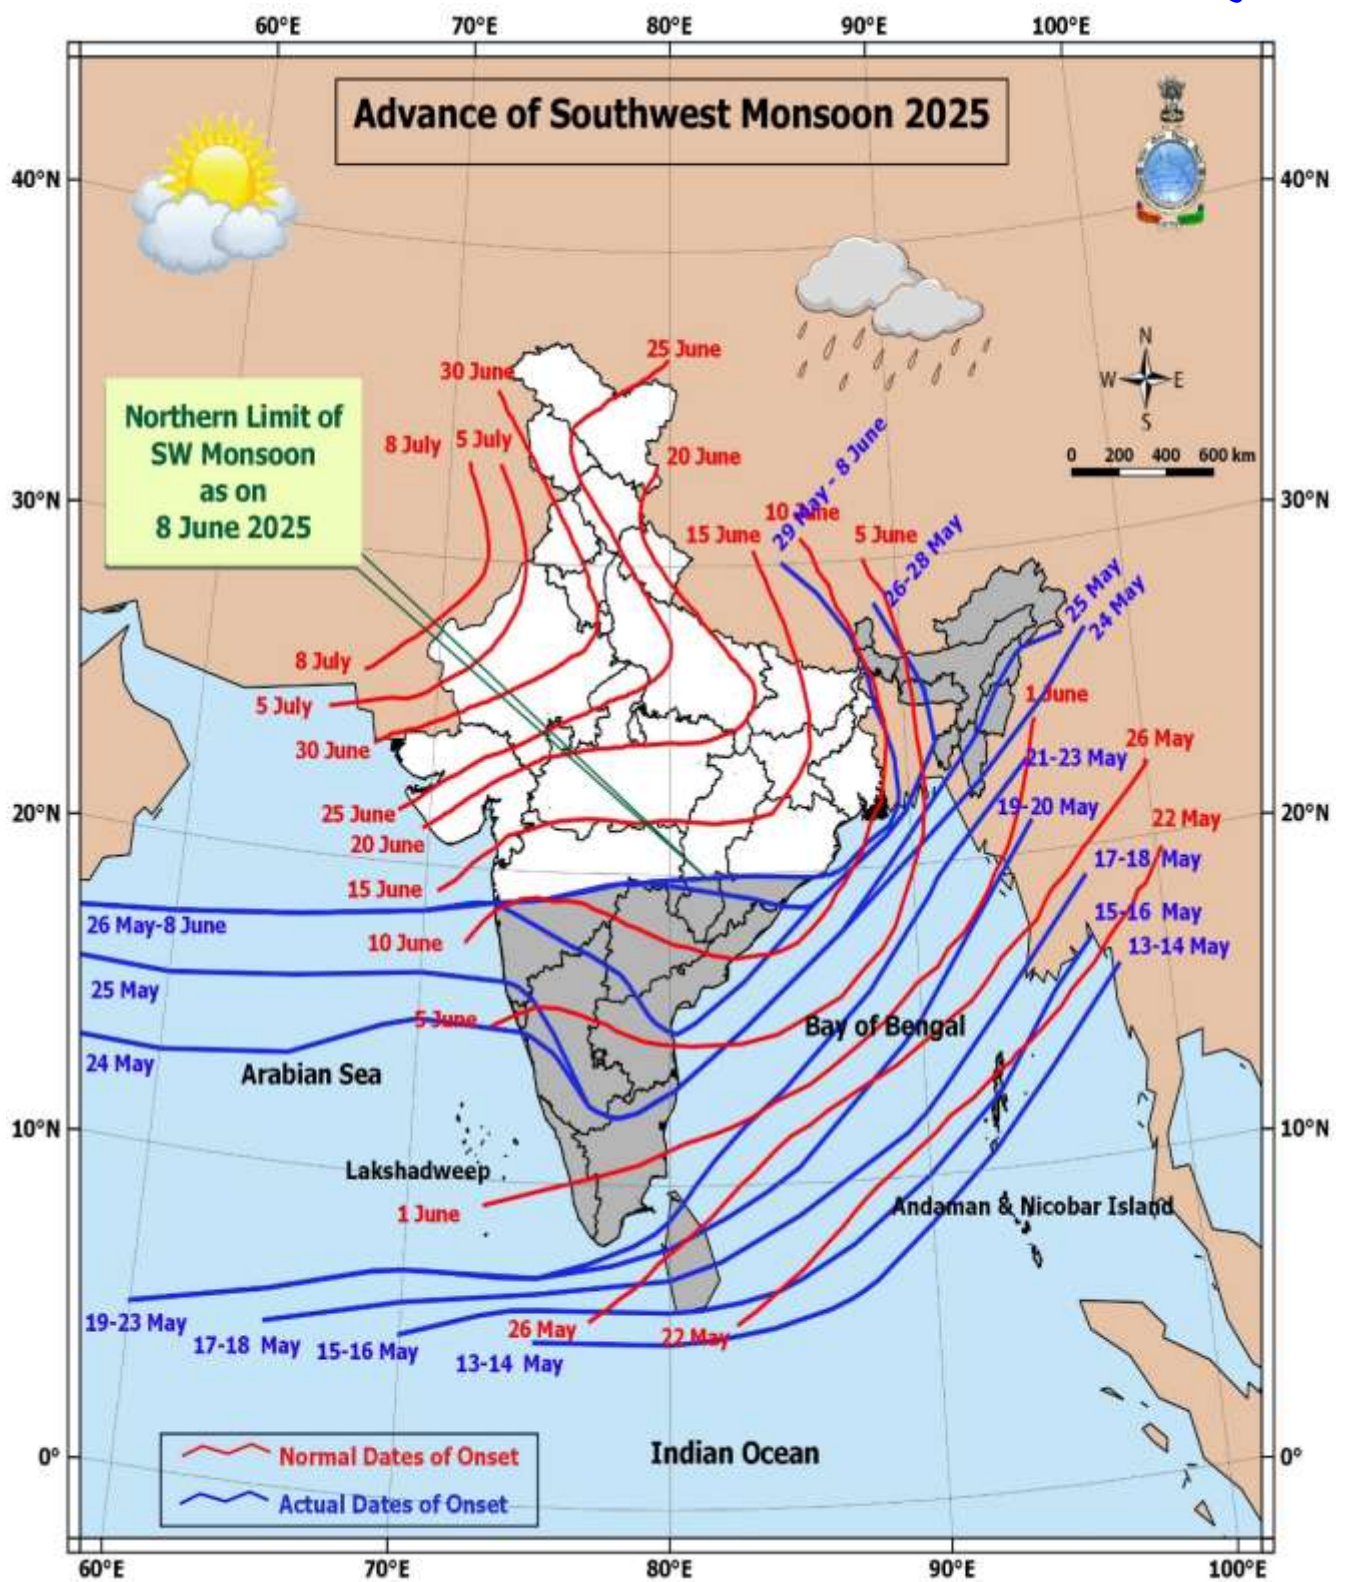 60°E 70°E 80°E 90°E 100°E
Advance of Southwest Monsoon 2025
40°N 40°N
N
W E
S
25 June
30 June
Northern Limit of
SW Monsoon
as on
8 June 2025
8 July 5 July
20 June
0 200 400 600 km
30°N 30°N
29 May - 8 June
10 June
15 June
5 June
26-28 May
25 May
24 May
8 July
5 July
1 June
30 June
26 May
21-23 May
19-20 May
20°N 20°N
25 June
22 May
20 June
17-18 May
15 June
15-16 May
26 May-8 June
10 June
13-14 May
25 May
5 June
Bay of Bengal
24 May
Arabian Sea
10°N 10°N
Lakshadweep
1 June
Andaman & Nicobar Island
19-23 May
17-18 May
15-16 May
13-14 May
26 May
22 May
Normal Dates of Onset
Actual Dates of Onset
Indian Ocean
0° 0°
60°E 70°E 80°E 90°E 100°E